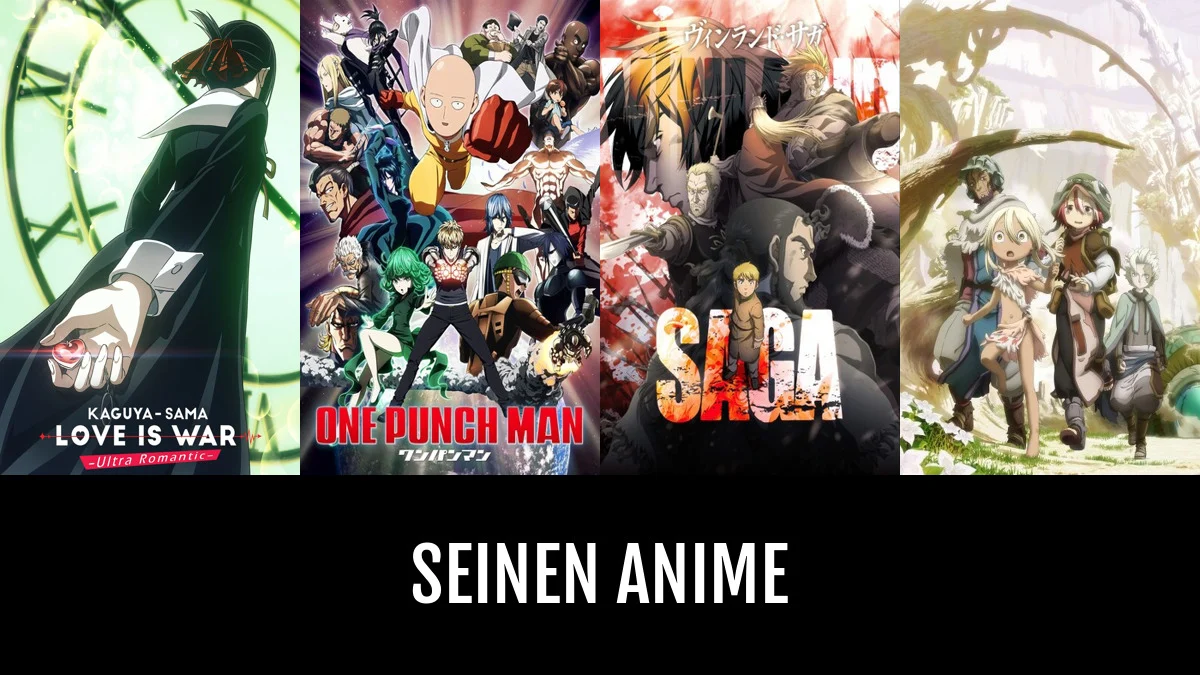 KAGUYA-SAMA
LOVE IS WAR
-Ultra Romantic-
ONE PUNCH MAN
ワンパンマン
ヴィンランド・サガ
SAGA
SEINEN ANIME